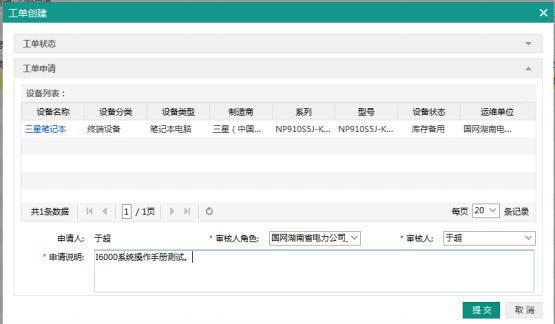 工单创建
工单状态
工单申请
设备列表：
设备名称 设备分类 设备类型 制造商 系列 型号 设备状态 运维单位
三星笔记本 终端设备 笔记本电脑 三星（中国... NP910S5J-K... NP910S5J-K... 库存备用 国网湖南电...
共1条数据 1 / 1页 每页 20 条记录
申请人: 于超 * 审核人角色: 国网湖南省电力公司_ * 审核人: 于超
* 申请说明: I6000系统操作手册测试。
提 交 取 消